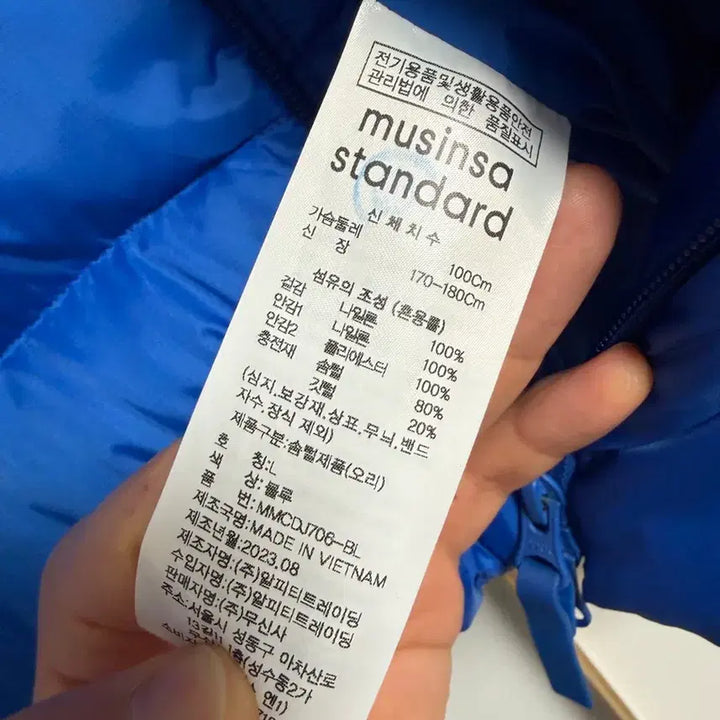 전기용품및생활용품안전
관리법에 의한 품질표시
musinsa
standard
신체치수
가슴둘레 100Cm
신 장 170~180Cm
섬유의 조성 (혼용률)
겉감 나일론 100%
안감1 나일론 100%
안감2 폴리에스터 100%
충전재 솜털 80%
깃털 20%
(심지.보강재.상표.무늬.밴드
자수.장식 제외)
제품구분:솜털제품(오리)
호 칭:L
색 상:블루
품 번:MMCDJ706-BL
제조국명:MADE IN VIETNAM
제조년월:2023.08
제조자명:(주)알피티트레이딩
수입자명:(주)알피티트레이딩
판매자명:(주)무신사
주소:서울시 성동구 아차산로
(성수동2가